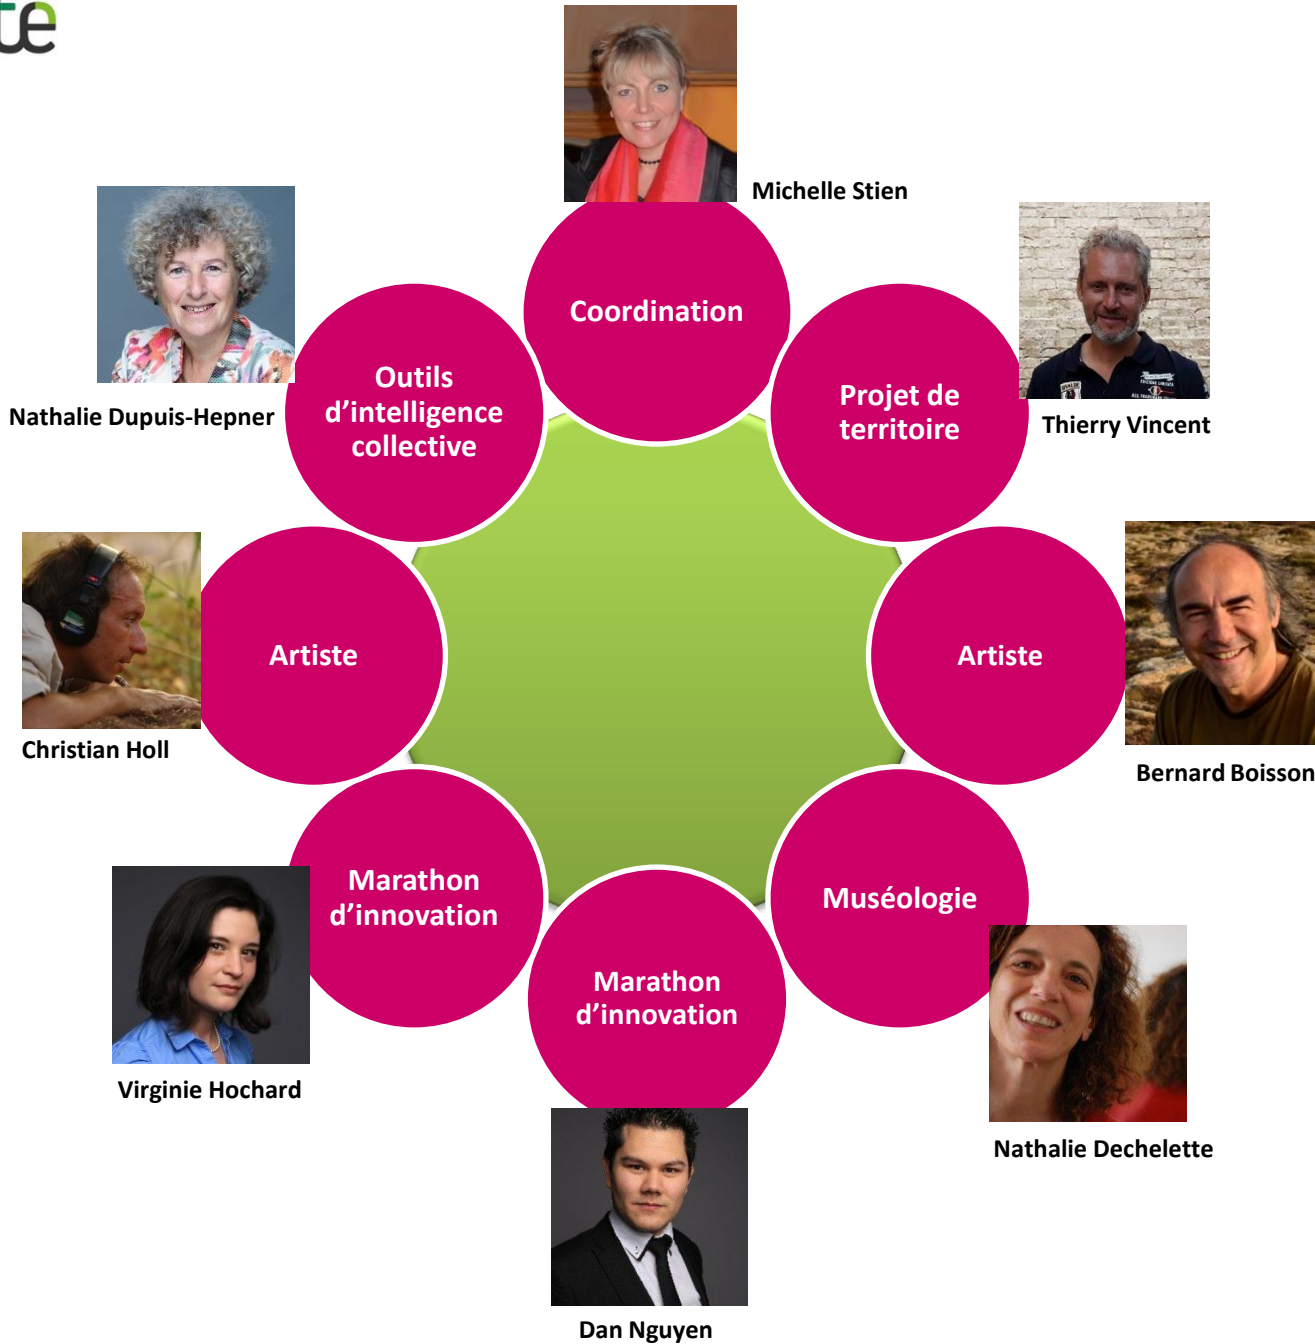 te
Michelle Stien
Coordination
Nathalie Dupuis-Hepner
Outils
d’intelligence
collective
Projet de
territoire
Thierry Vincent
Christian Holl
Artiste
Artiste
Bernard Boisson
Virginie Hochard
Marathon
d’innovation
Marathon
d’innovation
Muséologie
Nathalie Dechelette
Dan Nguyen